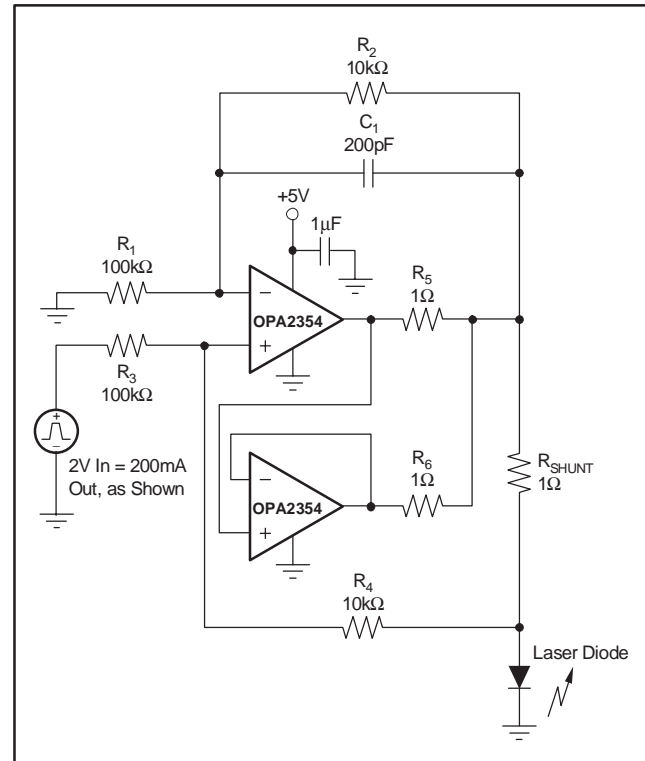 R2
10kΩ
C1
200pF
+5V
1μF
R1
100kΩ
−
OPA2354
+
R5
1Ω
R3
100kΩ
+
−
2V In = 200mA
Out, as Shown
−
OPA2354
+
R6
1Ω
RSHUNT
1Ω
R4
10kΩ
Laser Diode